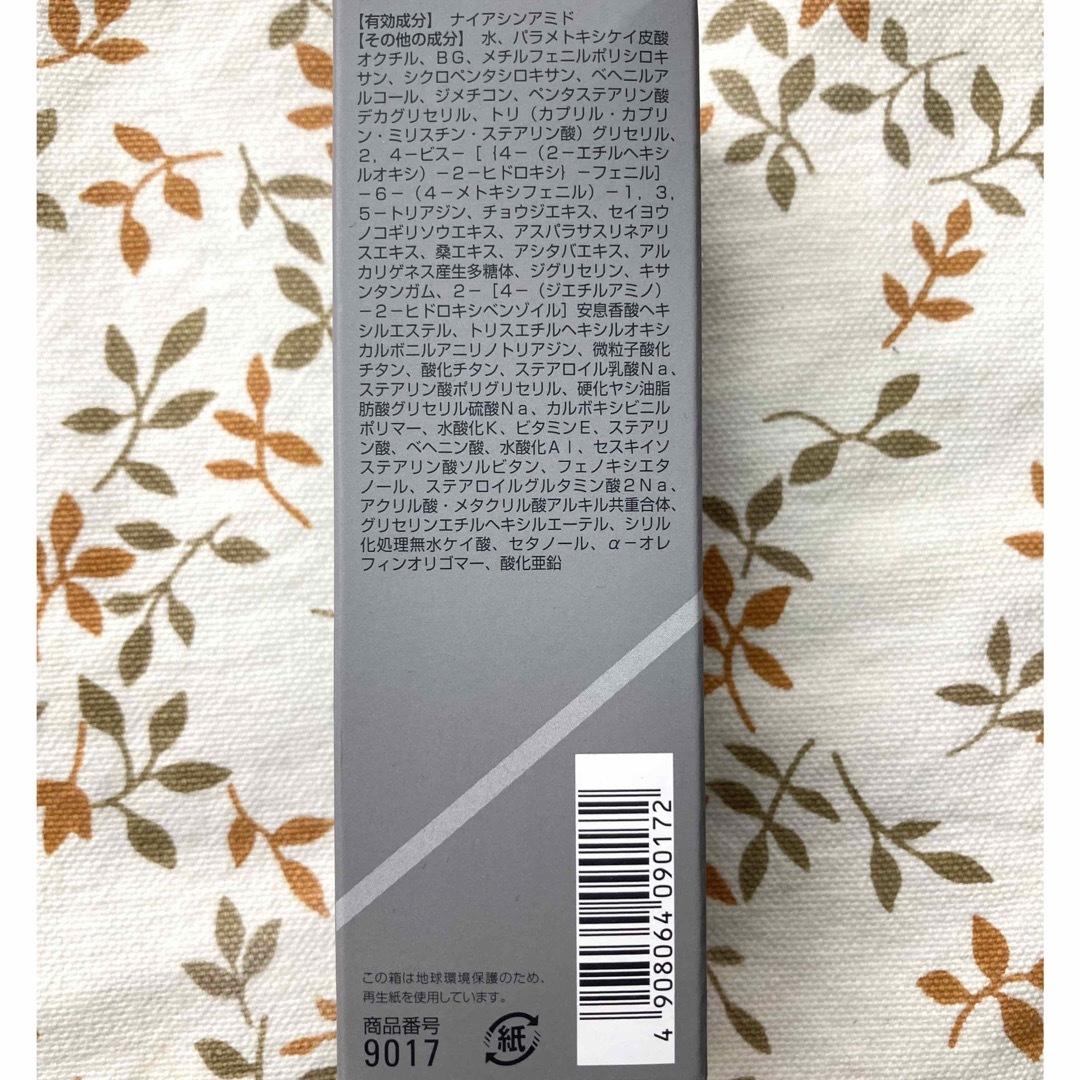 【有効成分】 ナイアシンアミド
【その他の成分】 水、パラメトキシケイ皮酸
オクチル、ＢＧ、メチルフェニルポリシロキ
サン、シクロペンタシロキサン、ベヘニルア
ルコール、ジメチコン、ペンタステアリン酸
デカグリセリル、トリ（カプリル・カプリ
ン・ミリスチン・ステアリン酸）グリセリル、
２，４－ビス－［｛４－（２－エチルヘキシ
ルオキシ）－２－ヒドロキシ｝－フェニル］
－６－（４－メトキシフェニル）－１，３，
５－トリアジン、チョウジエキス、セイヨウ
ノコギリソウエキス、アスパラサスリネアリ
スエキス、桑エキス、アシタバエキス、アル
カリゲネス産生多糖体、ジグリセリン、キサ
ンタンガム、２－［４－（ジエチルアミノ）
－２－ヒドロキシベンゾイル］安息香酸ヘキ
シルエステル、トリスエチルヘキシルオキシ
カルボニルアニリノトリアジン、微粒子酸化
チタン、酸化チタン、ステアロイル乳酸Ｎａ、
ステアリン酸ポリグリセリル、硬化ヤシ油脂
肪酸グリセリル硫酸Ｎａ、カルボキシビニル
ポリマー、水酸化Ｋ、ビタミンＥ、ステアリ
ン酸、ベヘニン酸、水酸化Ａｌ、セスキイソ
ステアリン酸ソルビタン、フェノキシエタ
ノール、ステアロイルグルタミン酸２Ｎａ、
アクリル酸・メタクリル酸アルキル共重合体、
グリセリンエチルヘキシルエーテル、シリル
化処理無水ケイ酸、セタノール、α－オレ
フィンオリゴマー、酸化亜鉛
この箱は地球環境保護のため、
再生紙を使用しています。
商品番号
9017
紙
4 908064 090172